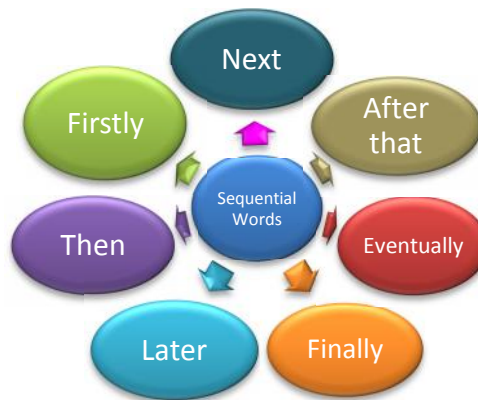 Next
After
that
Firstly
Sequential
Words
Then
Eventually
Later
Finally